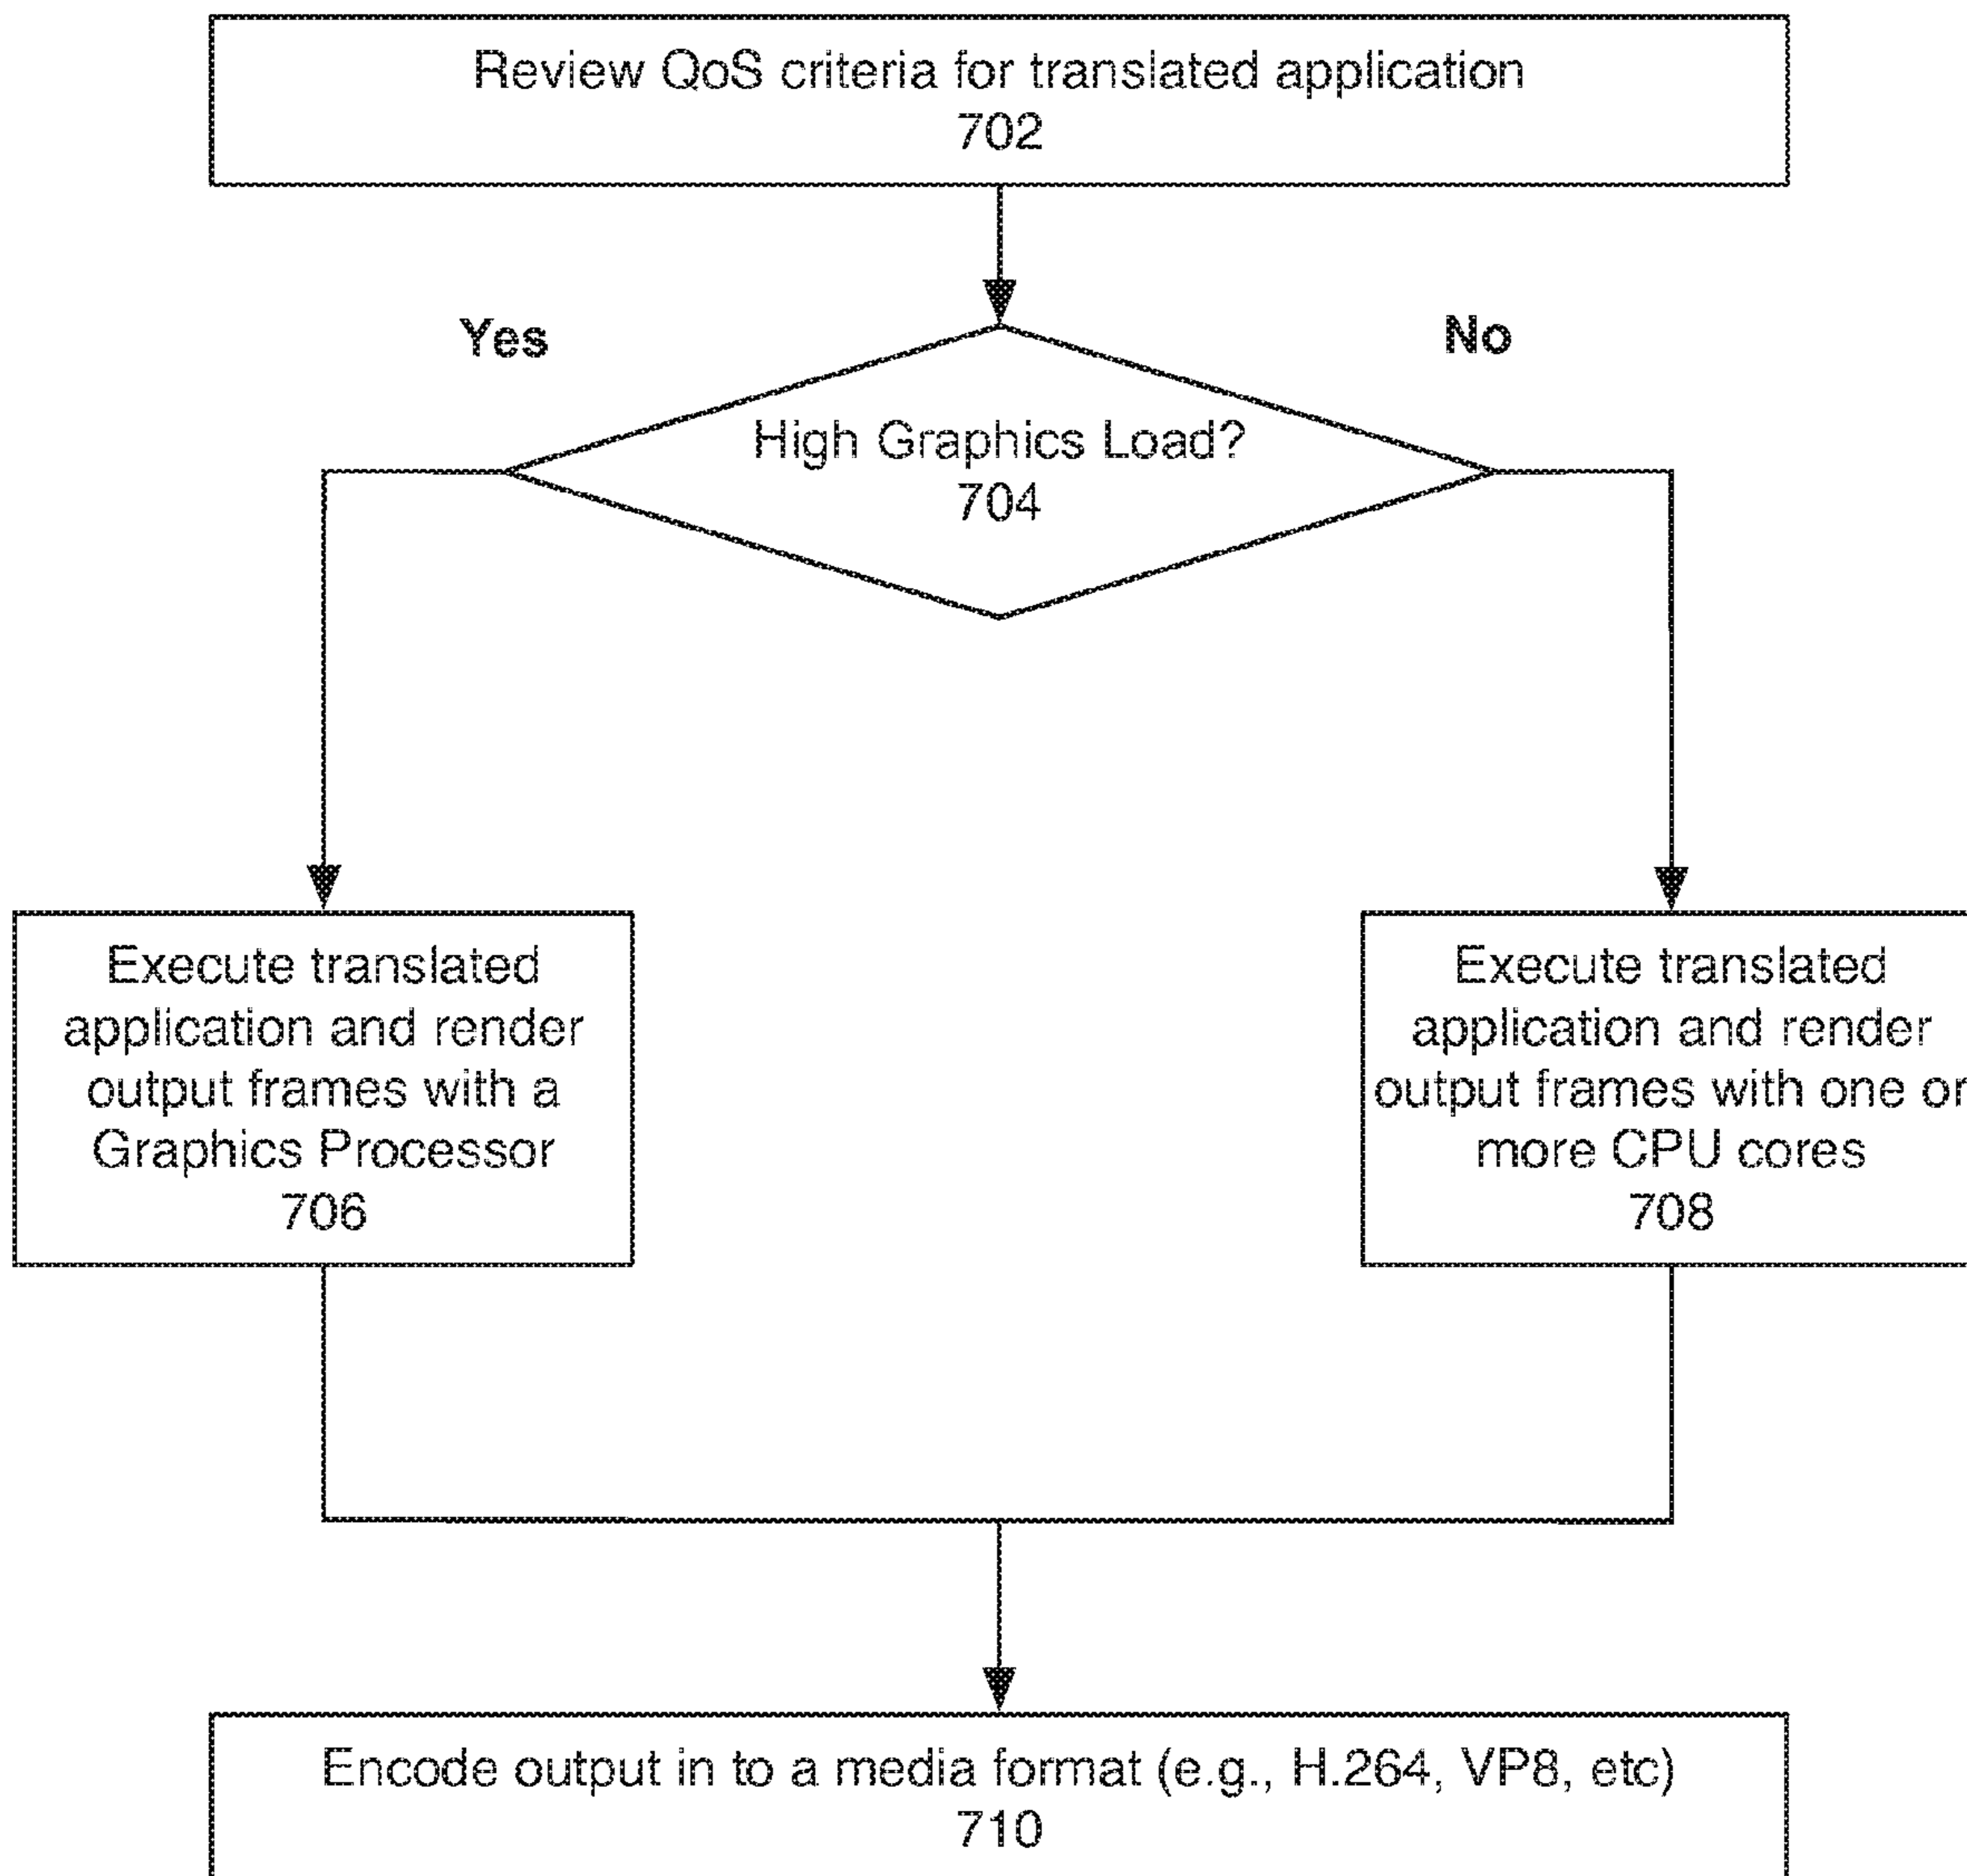 Review QoS criteria for translated application
702
Yes
No
High Graphics Load?
704
Execute translated
application and render
output frames with a
Graphics Processor
706
Execute translated
application and render
output frames with one or
more CPU cores
708
Encode output in to a media format (e.g., H.264, VP8, etc)
710